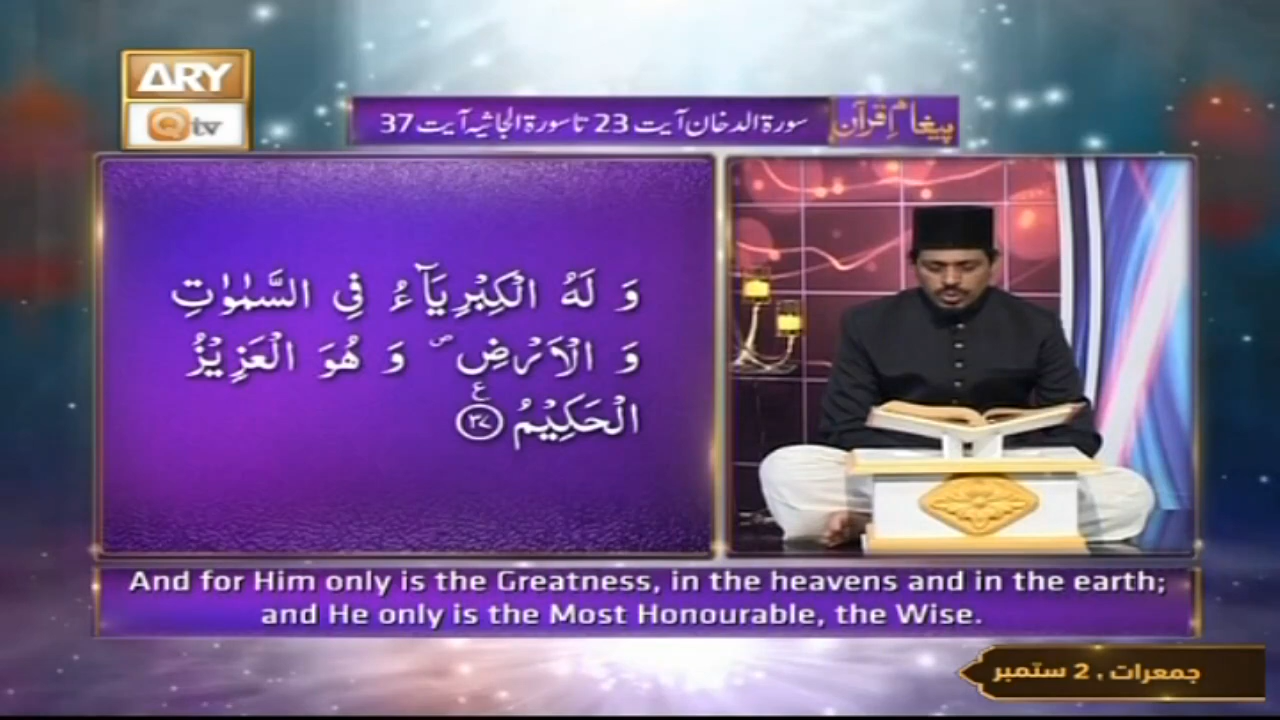 ARY
Qtv
پیغامِ قرآن
سورۃ الدخان آیت 23 تا سورۃ الجاثیہ آیت 37
وَ لَهُ الْكِبْرِیَآءُ فِی السَّمٰوٰتِ
وَ الْاَرْضِ ۪ وَ هُوَ الْعَزِیْزُ
الْحَكِیْمُ ﴿۳۷﴾ ع
And for Him only is the Greatness, in the heavens and in the earth;
and He only is the Most Honourable, the Wise.
جمعرات , 2 ستمبر